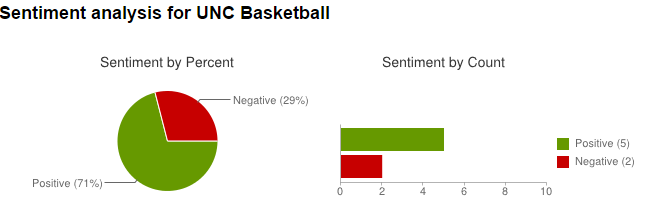 Sentiment analysis for UNC Basketball
Sentiment by Percent
Negative (29%)
Positive (71%)
Sentiment by Count
Positive (5)
Negative (2)
0 2 4 6 8 10